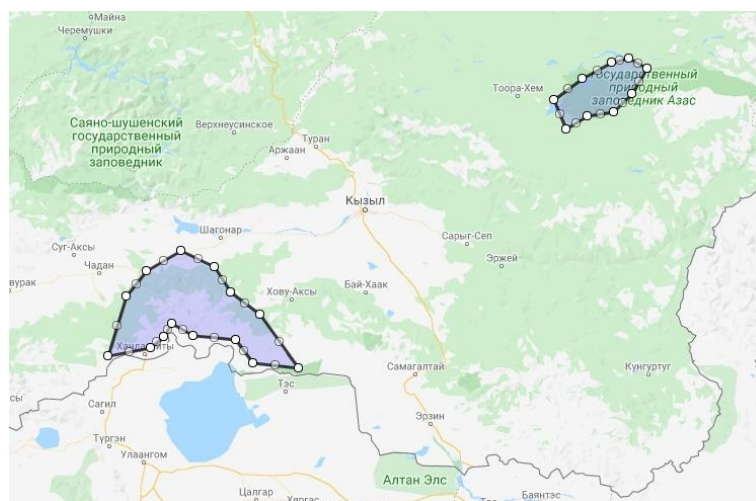 Майна
Черемушки
Саяно-шушенский
государственный
природный
заповедник
Верхнеусинское
Туран
Аржаан
Тоора-Хем
Государственный
природный
заповедник Азас
Кызыл
Шагонар
Суг-Аксы
Чадан
Сарыг-Сеп
Эржей
Хову-Аксы
Бай-Хаак
Самагалтай
Кунгуртуг
Тэс
Сагил
Эрзин
Түргэн
Улаангом
Алтан Элс
Цалгар
Баянтэс